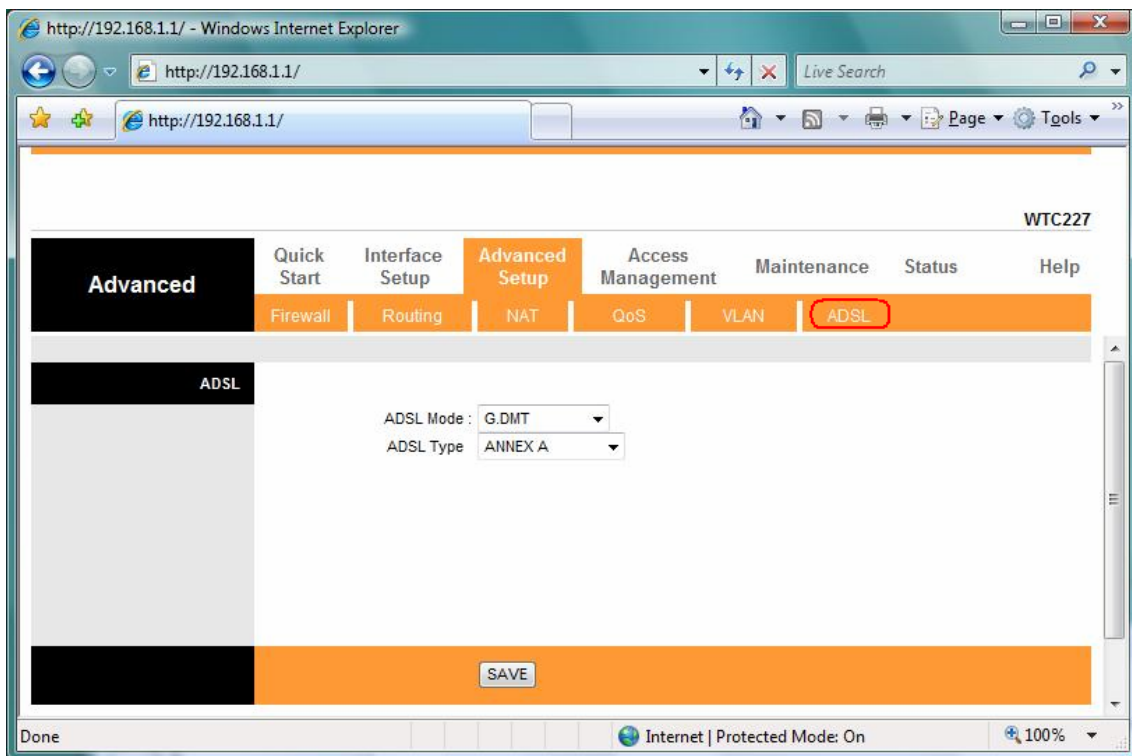 http://192.168.1.1/ - Windows Internet Explorer
http://192.168.1.1/
Live Search
http://192.168.1.1/
Page
Tools
WTC227
Advanced
Quick Start
Interface Setup
Advanced Setup
Access Management
Maintenance
Status
Help
Firewall
Routing
NAT
QoS
VLAN
ADSL
ADSL
ADSL Mode : G.DMT
ADSL Type ANNEX A
SAVE
Done
Internet | Protected Mode: On
100%